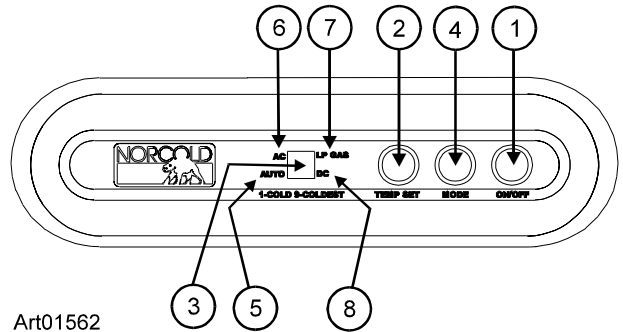 6 7 2 4 1
NORCOLD
AC LP GAS
AUTO DC
1-COLD 9-COLDEST TEMP SET MODE ON/OFF
3 5 8
Art01562